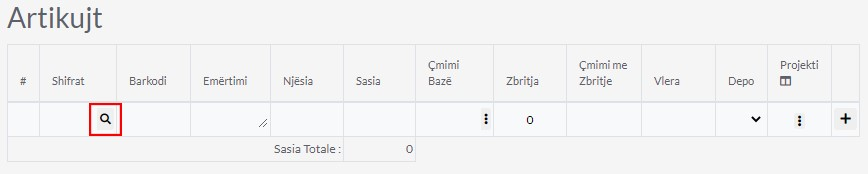 Artikujt
# Shifrat Barkodi Emërtimi Njësia Sasia Çmimi Bazë Zbritja Çmimi me Zbritje Vlera Depo Projekti
0
Sasia Totale : 0